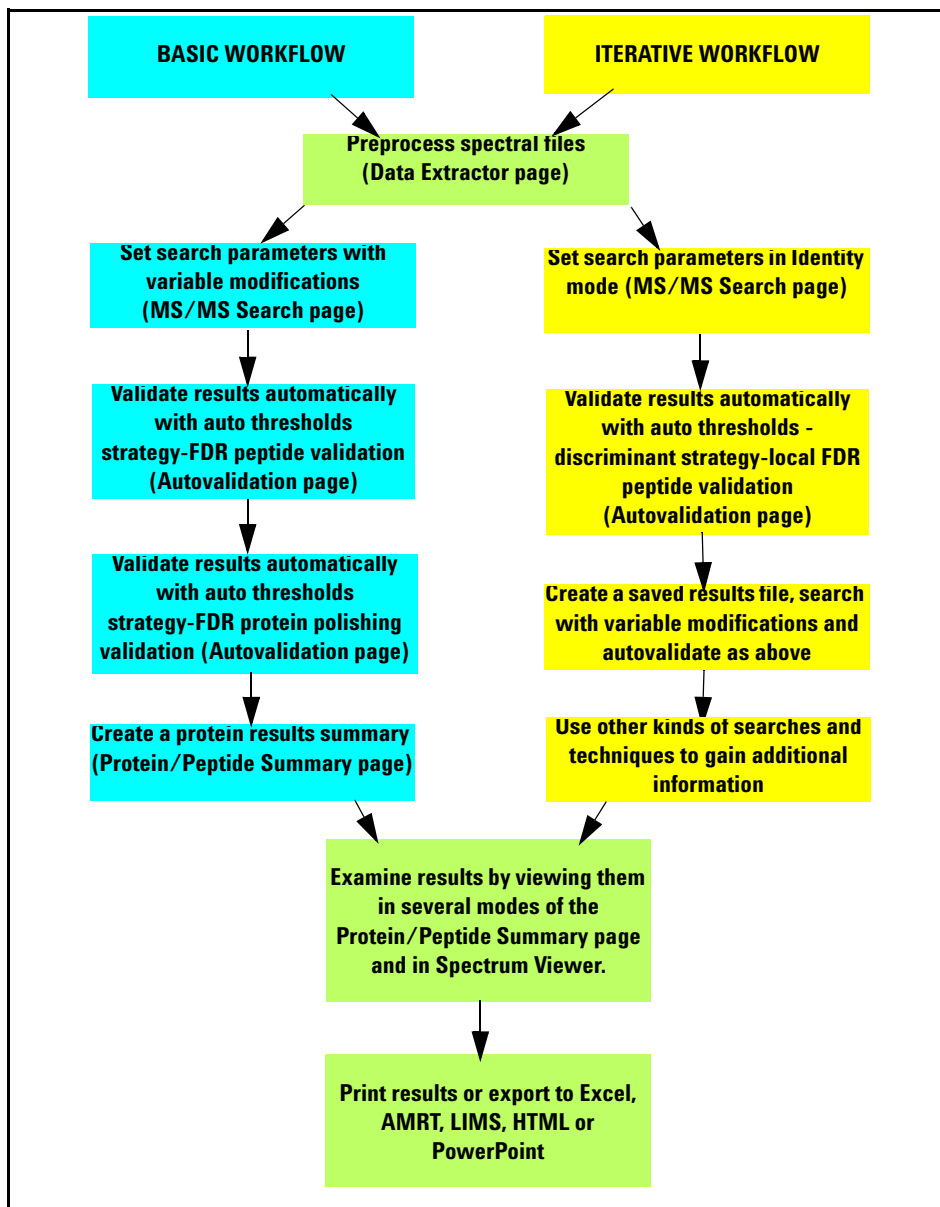 BASIC WORKFLOW
ITERATIVE WORKFLOW
Preprocess spectral files
(Data Extractor page)
Set search parameters with
variable modifications
(MS/MS Search page)
Set search parameters in Identity
mode (MS/MS Search page)
Validate results automatically
with auto thresholds
strategy-FDR peptide validation
(Autovalidation page)
Validate results automatically
with auto thresholds -
discriminant strategy-local FDR
peptide validation
(Autovalidation page)
Validate results automatically
with auto thresholds
strategy-FDR protein polishing
validation (Autovalidation page)
Create a saved results file, search
with variable modifications and
autovalidate as above
Create a protein results summary
(Protein/Peptide Summary page)
Use other kinds of searches and
techniques to gain additional
information
Examine results by viewing them
in several modes of the
Protein/Peptide Summary page
and in Spectrum Viewer.
Print results or export to Excel,
AMRT, LIMS, HTML or
PowerPoint